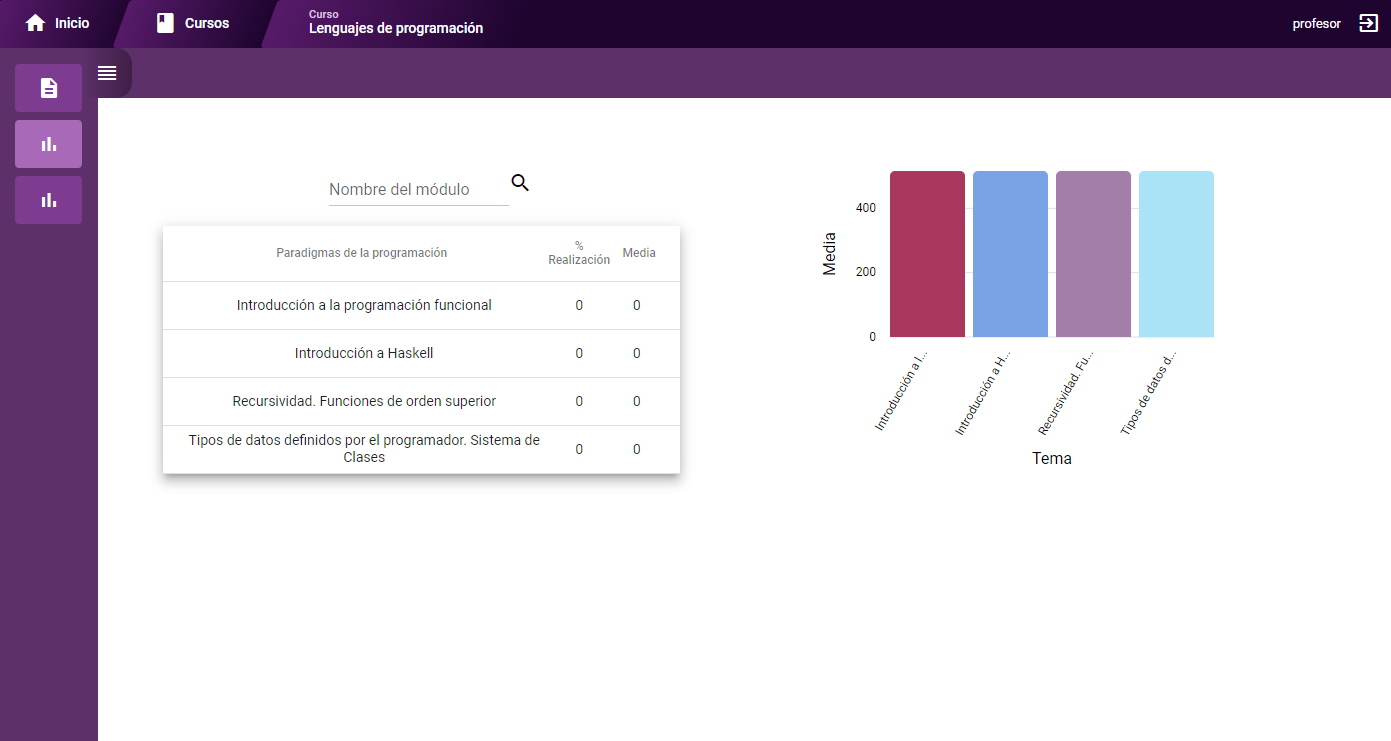 Inicio
Cursos
Curso
Lenguajes de programación
profesor
Nombre del módulo
Paradigmas de la programación
%
Realización
Media
Introducción a la programación funcional 0 0
Introducción a Haskell 0 0
Recursividad. Funciones de orden superior 0 0
Tipos de datos definidos por el programador. Sistema de
Clases 0 0
Media
400
200
0
Introducción a l...
Introducción a H...
Recursividad. Fu...
Tipos de datos d...
Tema